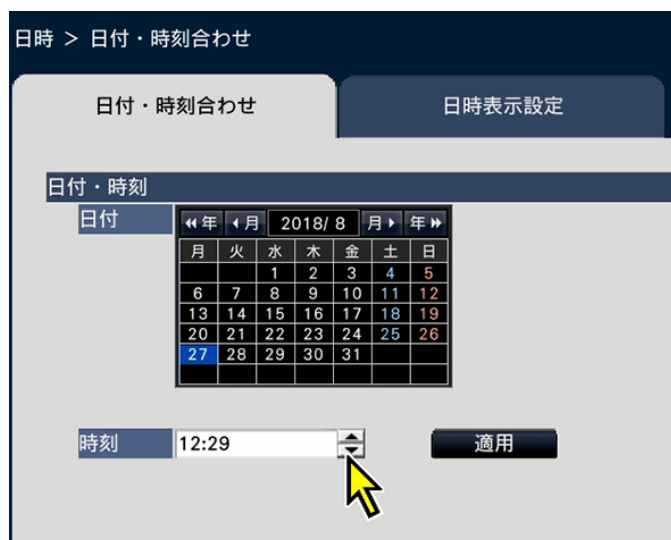 日時 > 日付・時刻合わせ
日付・時刻合わせ 日時表示設定
日付・時刻
日付
年 月 2018/ 8 月 年
月 火 水 木 金 土 日
1 2 3 4 5
6 7 8 9 10 11 12
13 14 15 16 17 18 19
20 21 22 23 24 25 26
27 28 29 30 31
時刻 12:29 適用